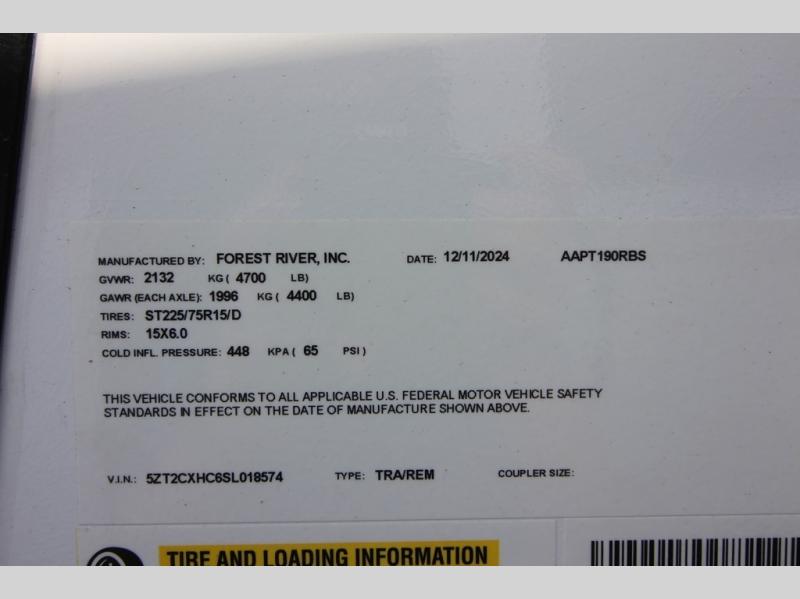 MANUFACTURED BY: FOREST RIVER, INC. DATE: 12/11/2024 AAPT190RBS
GVWR: 2132 KG ( 4700 LB)
GAWR (EACH AXLE): 1996 KG ( 4400 LB)
TIRES: ST225/75R15/D
RIMS: 15X6.0
COLD INFL. PRESSURE: 448 KPA ( 65 PSI )
THIS VEHICLE CONFORMS TO ALL APPLICABLE U.S. FEDERAL MOTOR VEHICLE SAFETY
STANDARDS IN EFFECT ON THE DATE OF MANUFACTURE SHOWN ABOVE.
V.I.N.: 5ZT2CXHC6SL018574 TYPE: TRA/REM COUPLER SIZE:
TIRE AND LOADING INFORMATION